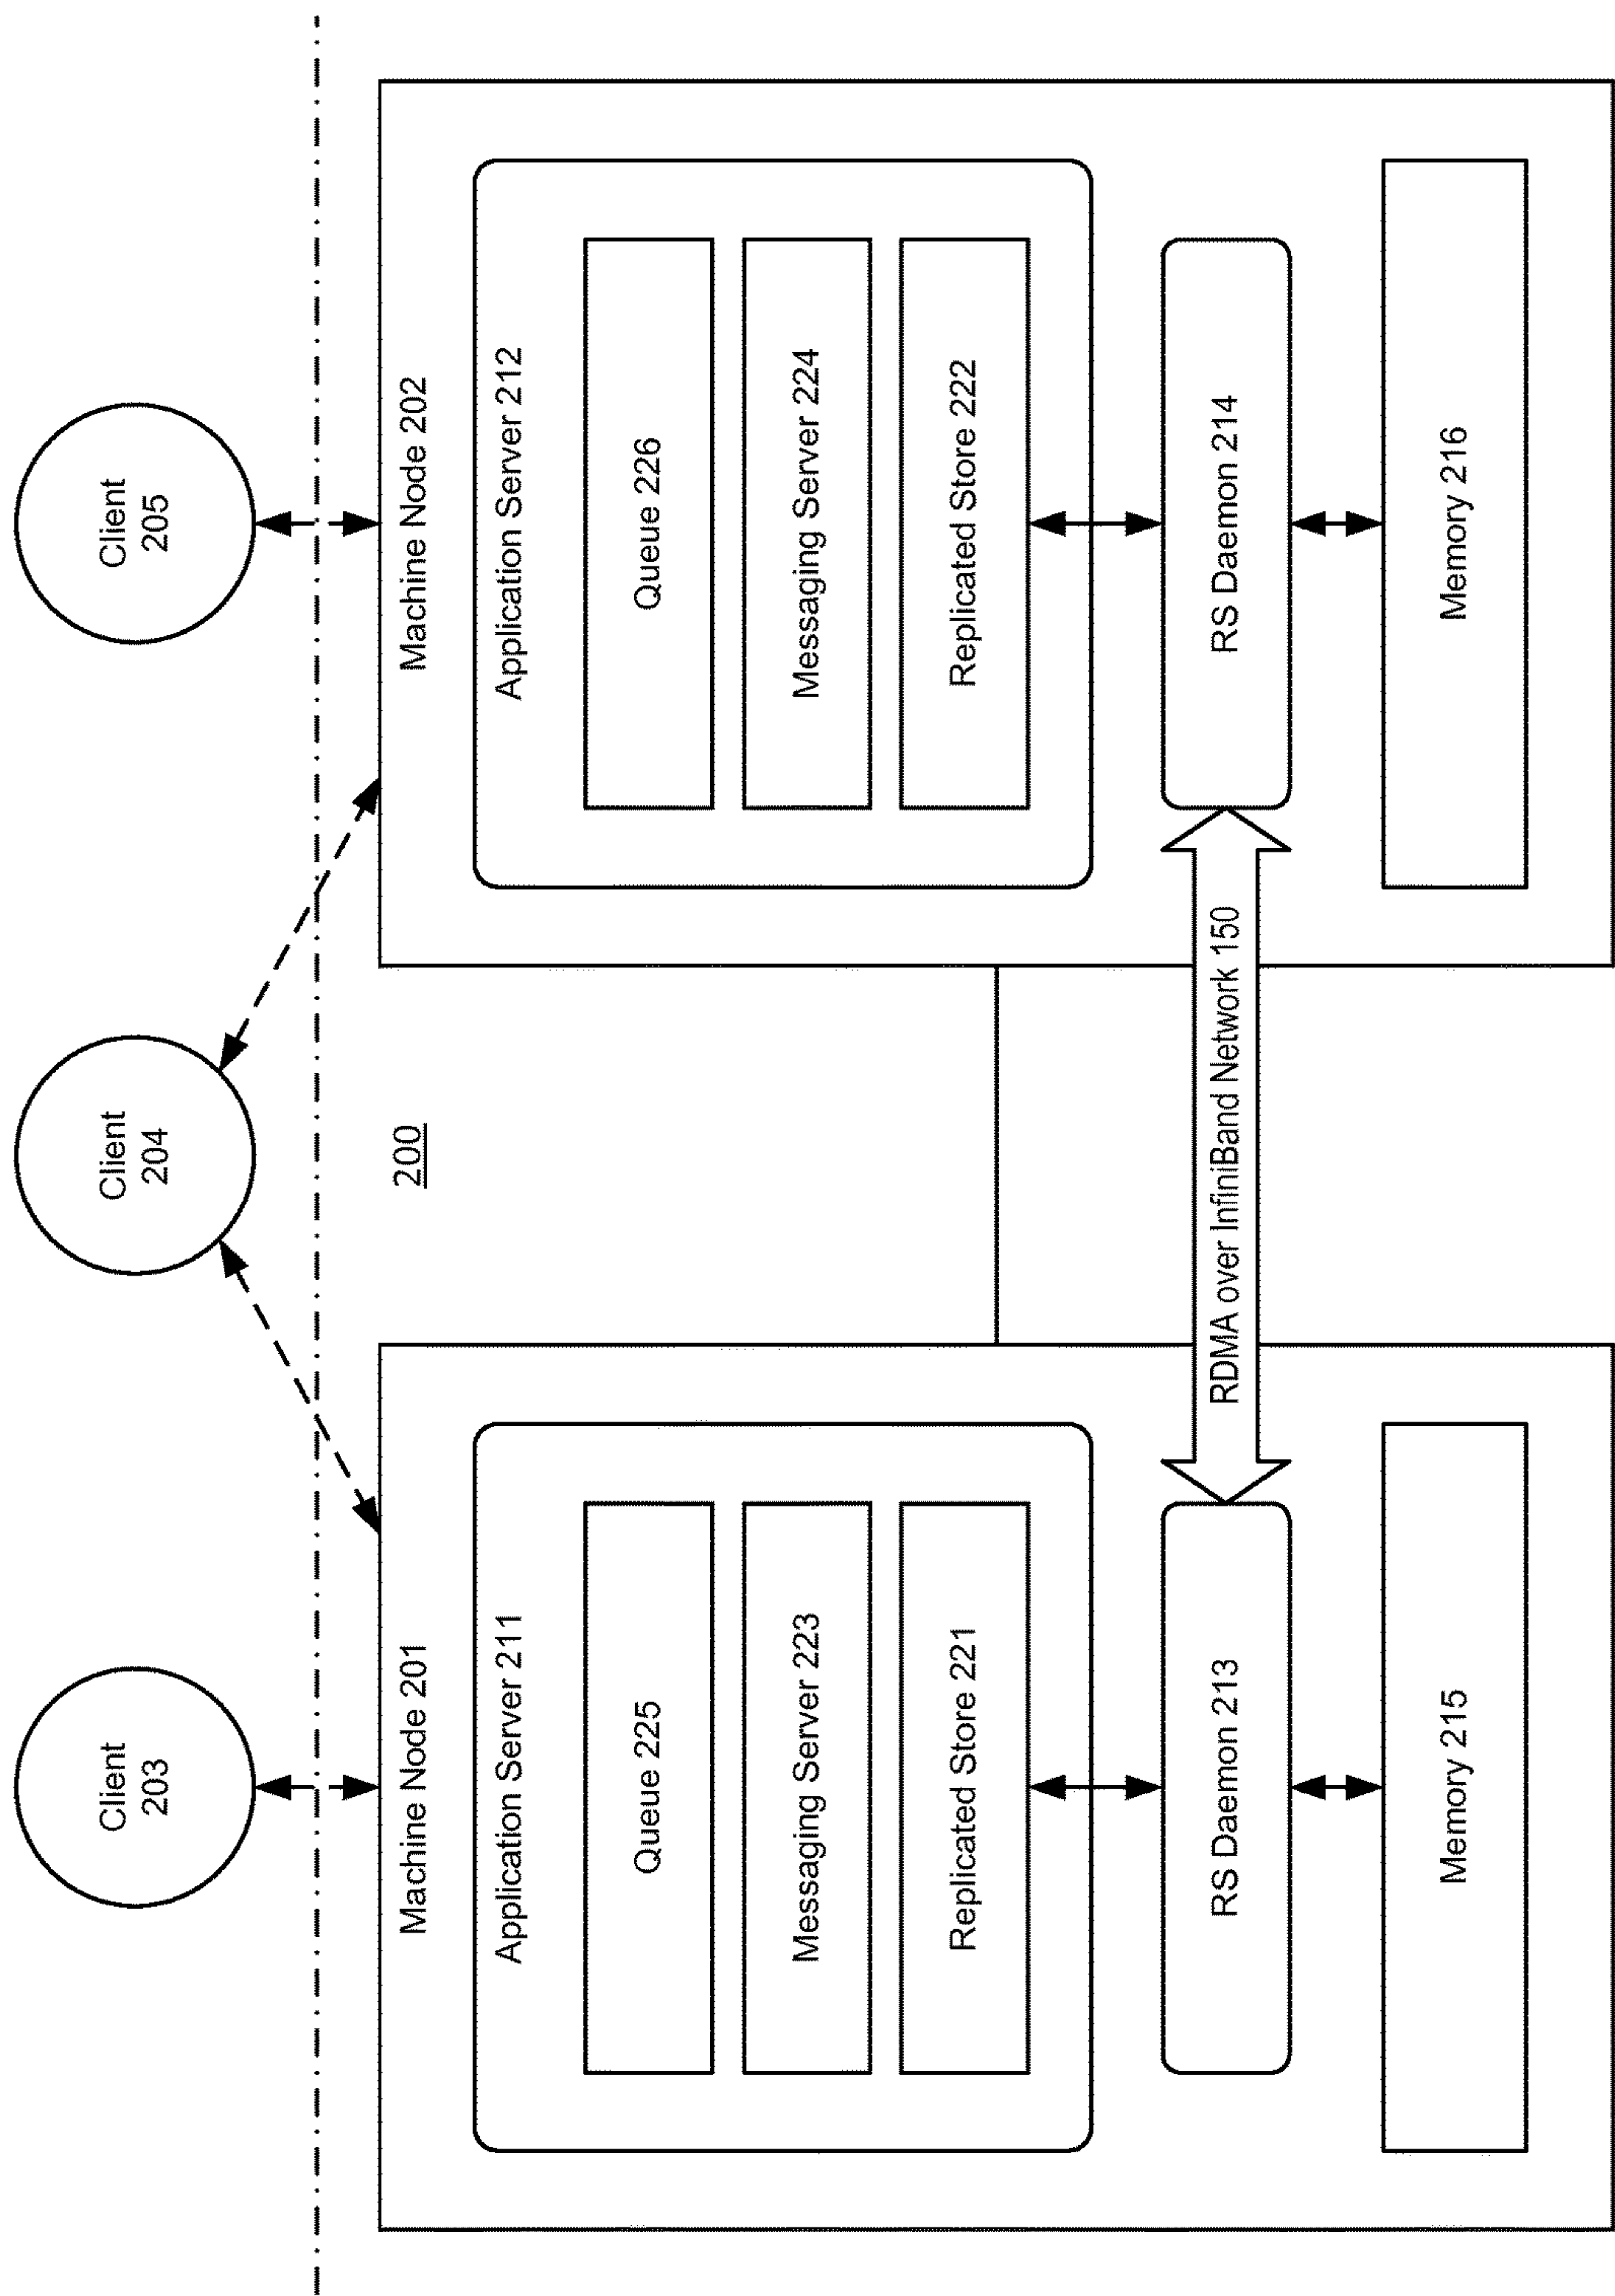 Client
203
Client
204
Client
205
200
Machine Node 201
Application Server 211
Queue 225
Messaging Server 223
Replicated Store 221
RS Daemon 213
Memory 215
RDMA over InfiniBand Network 150
Machine Node 202
Application Server 212
Queue 226
Messaging Server 224
Replicated Store 222
RS Daemon 214
Memory 216